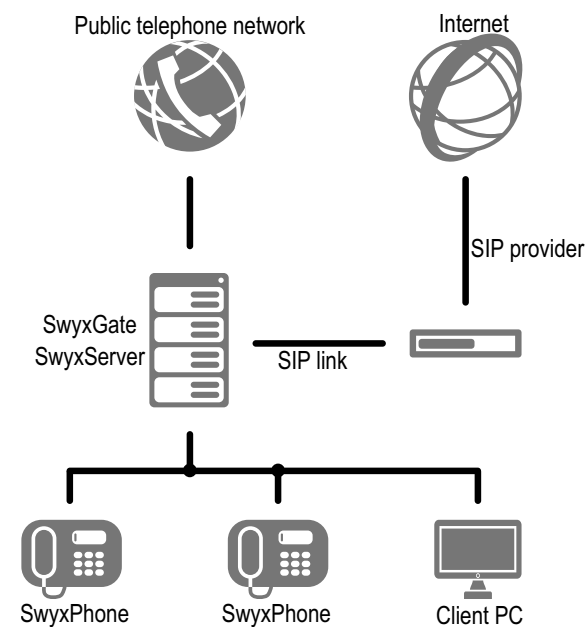 Public telephone network
Internet
SIP provider
SwyxGate
SwyxServer
SIP link
SwyxPhone
SwyxPhone
Client PC